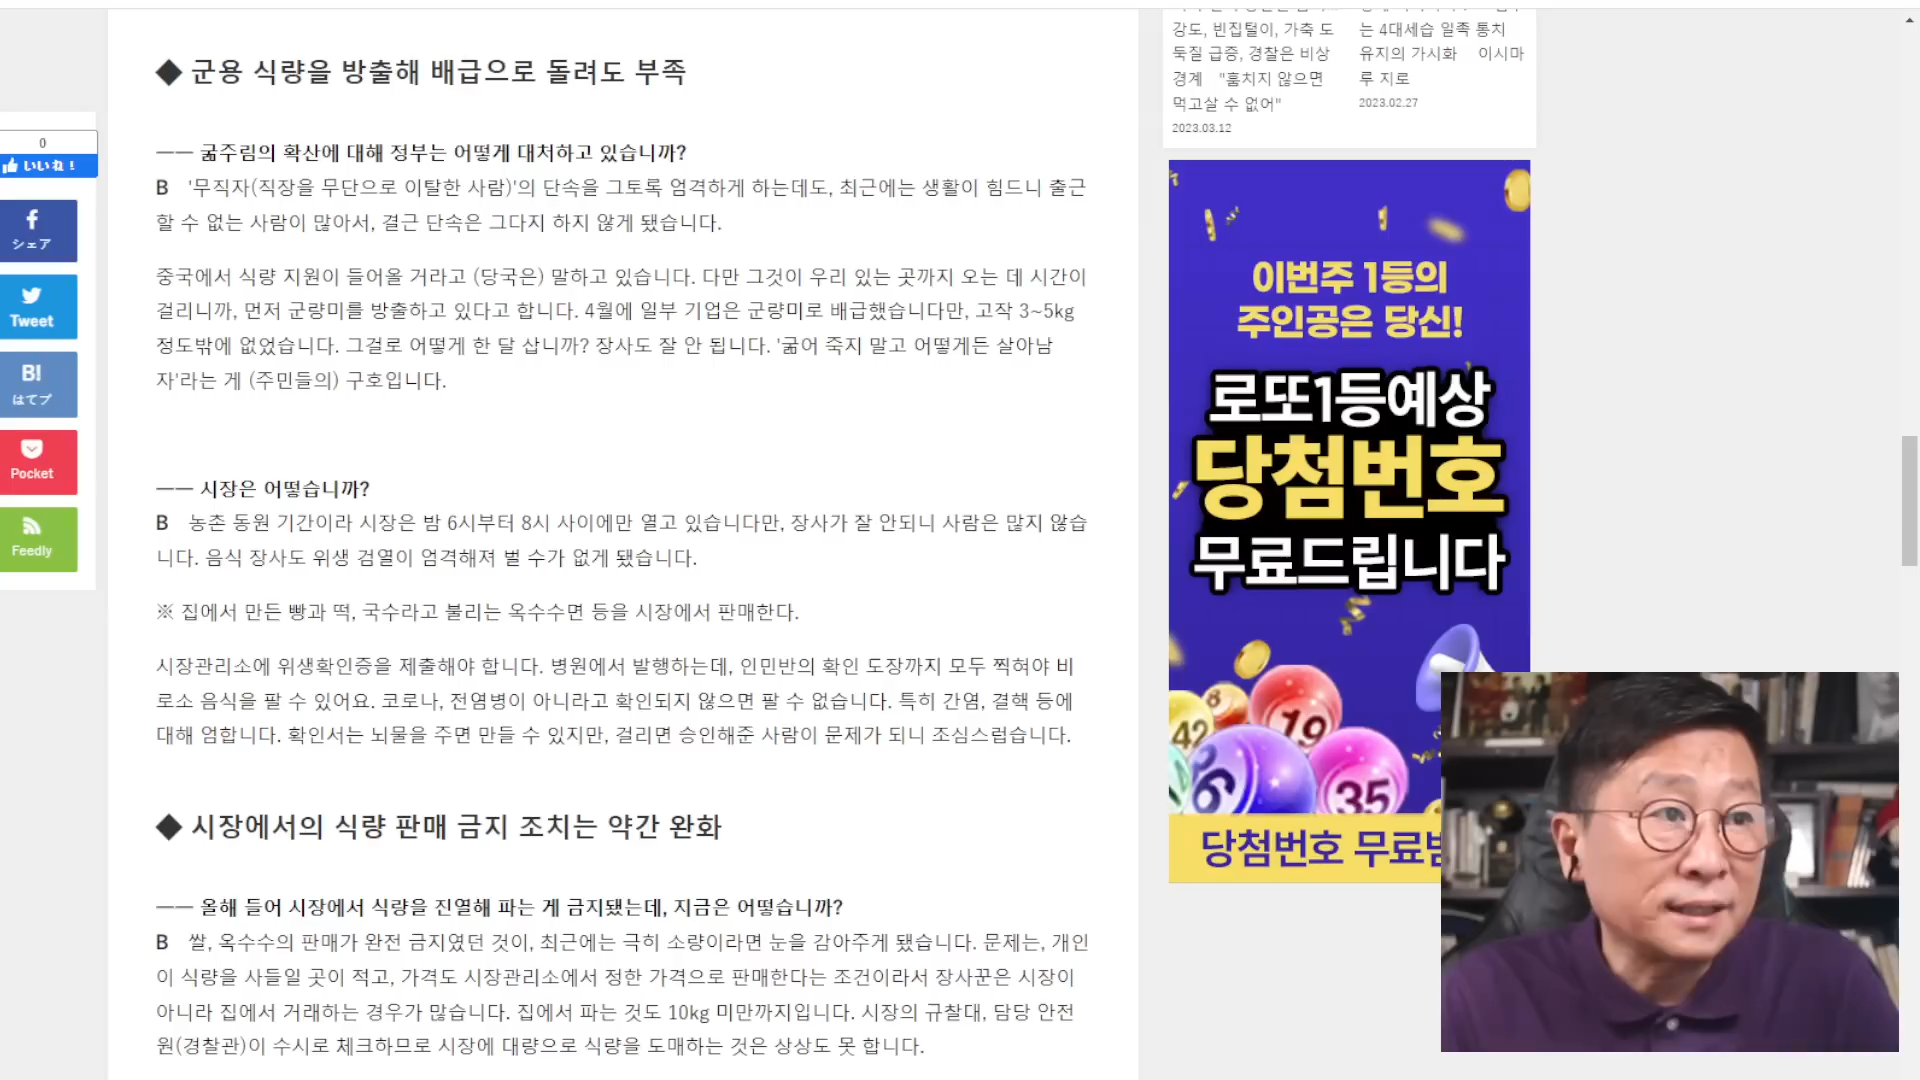 강도, 빈집털이, 가축 도
둑질 급증, 경찰은 비상
경계 "훔치지 않으면
먹고살 수 없어"
2023.03.12
는 4대세습 일족 통치
유지의 가시화 이시마
루 지로
2023.02.27
◆ 군용 식량을 방출해 배급으로 돌려도 부족
0
いいね！
シェア
Tweet
B!
はてブ
Pocket
Feedly
—— 굶주림의 확산에 대해 정부는 어떻게 대처하고 있습니까?
B '무직자(직장을 무단으로 이탈한 사람)'의 단속을 그토록 엄격하게 하는데도, 최근에는 생활이 힘드니 출근
할 수 없는 사람이 많아서, 결근 단속은 그다지 하지 않게 됐습니다.
중국에서 식량 지원이 들어올 거라고 (당국은) 말하고 있습니다. 다만 그것이 우리 있는 곳까지 오는 데 시간이
걸리니까, 먼저 군량미를 방출하고 있다고 합니다. 4월에 일부 기업은 군량미로 배급했습니다만, 고작 3~5kg
정도밖에 없었습니다. 그걸로 어떻게 한 달 삽니까? 장사도 잘 안 됩니다. '굶어 죽지 말고 어떻게든 살아남
자'라는 게 (주민들의) 구호입니다.
—— 시장은 어떻습니까?
B 농촌 동원 기간이라 시장은 밤 6시부터 8시 사이에만 열고 있습니다만, 장사가 잘 안되니 사람은 많지 않습
니다. 음식 장사도 위생 검열이 엄격해져 벌 수가 없게 됐습니다.
※ 집에서 만든 빵과 떡, 국수라고 불리는 옥수수면 등을 시장에서 판매한다.
시장관리소에 위생확인증을 제출해야 합니다. 병원에서 발행하는데, 인민반의 확인 도장까지 모두 찍혀야 비
로소 음식을 팔 수 있어요. 코로나, 전염병이 아니라고 확인되지 않으면 팔 수 없습니다. 특히 간염, 결핵 등에
대해 엄합니다. 확인서는 뇌물을 주면 만들 수 있지만, 걸리면 승인해준 사람이 문제가 되니 조심스럽습니다.
◆ 시장에서의 식량 판매 금지 조치는 약간 완화
—— 올해 들어 시장에서 식량을 진열해 파는 게 금지됐는데, 지금은 어떻습니까?
B 쌀, 옥수수의 판매가 완전 금지였던 것이, 최근에는 극히 소량이라면 눈을 감아주게 됐습니다. 문제는, 개인
이 식량을 사들일 곳이 적고, 가격도 시장관리소에서 정한 가격으로 판매한다는 조건이라서 장사꾼은 시장이
아니라 집에서 거래하는 경우가 많습니다. 집에서 파는 것도 10kg 미만까지입니다. 시장의 규찰대, 담당 안전
원(경찰관)이 수시로 체크하므로 시장에 대량으로 식량을 도매하는 것은 상상도 못 합니다.
이번주 1등의
주인공은 당신!
로또1등예상
당첨번호
무료드립니다
8
42
19
6
35
당첨번호 무료